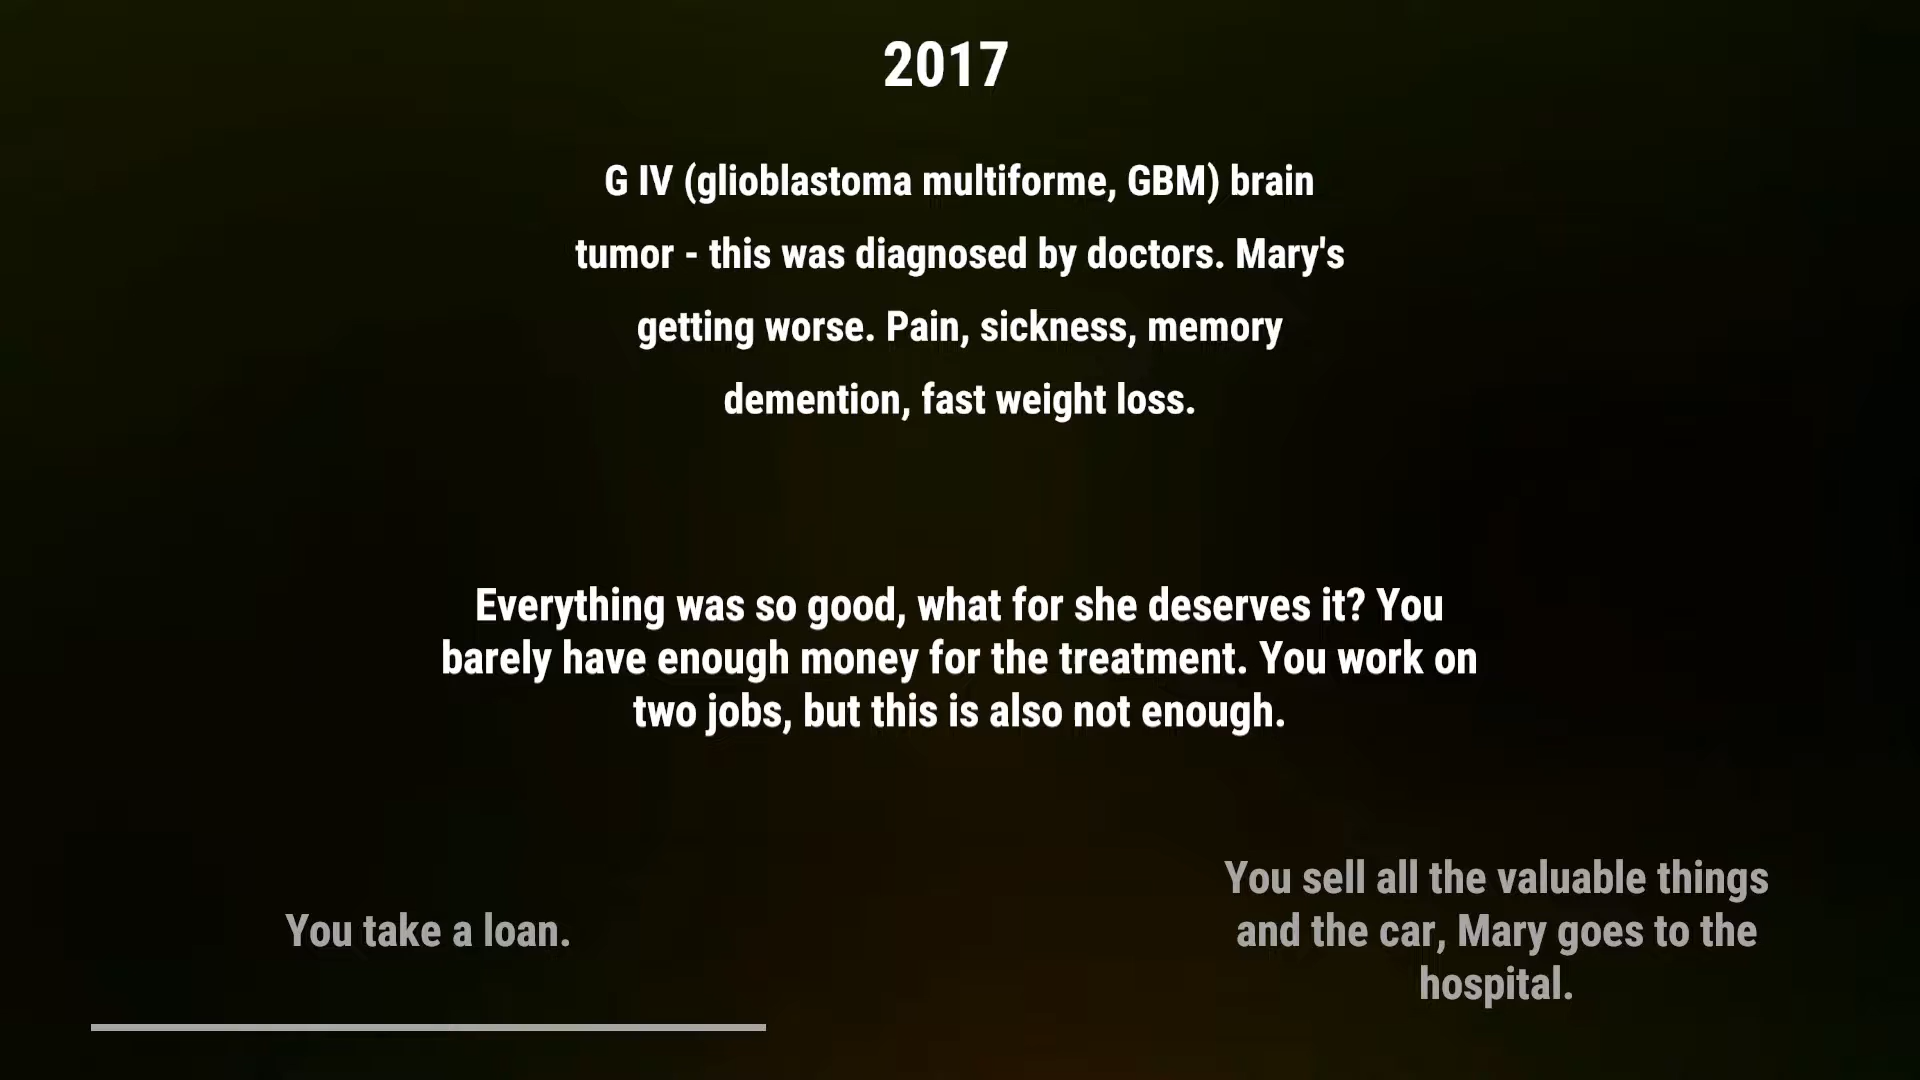 2017
G IV (glioblastoma multiforme, GBM) brain
tumor - this was diagnosed by doctors. Mary's
getting worse. Pain, sickness, memory
demention, fast weight loss.
Everything was so good, what for she deserves it? You
barely have enough money for the treatment. You work on
two jobs, but this is also not enough.
You take a loan.
You sell all the valuable things
and the car, Mary goes to the
hospital.